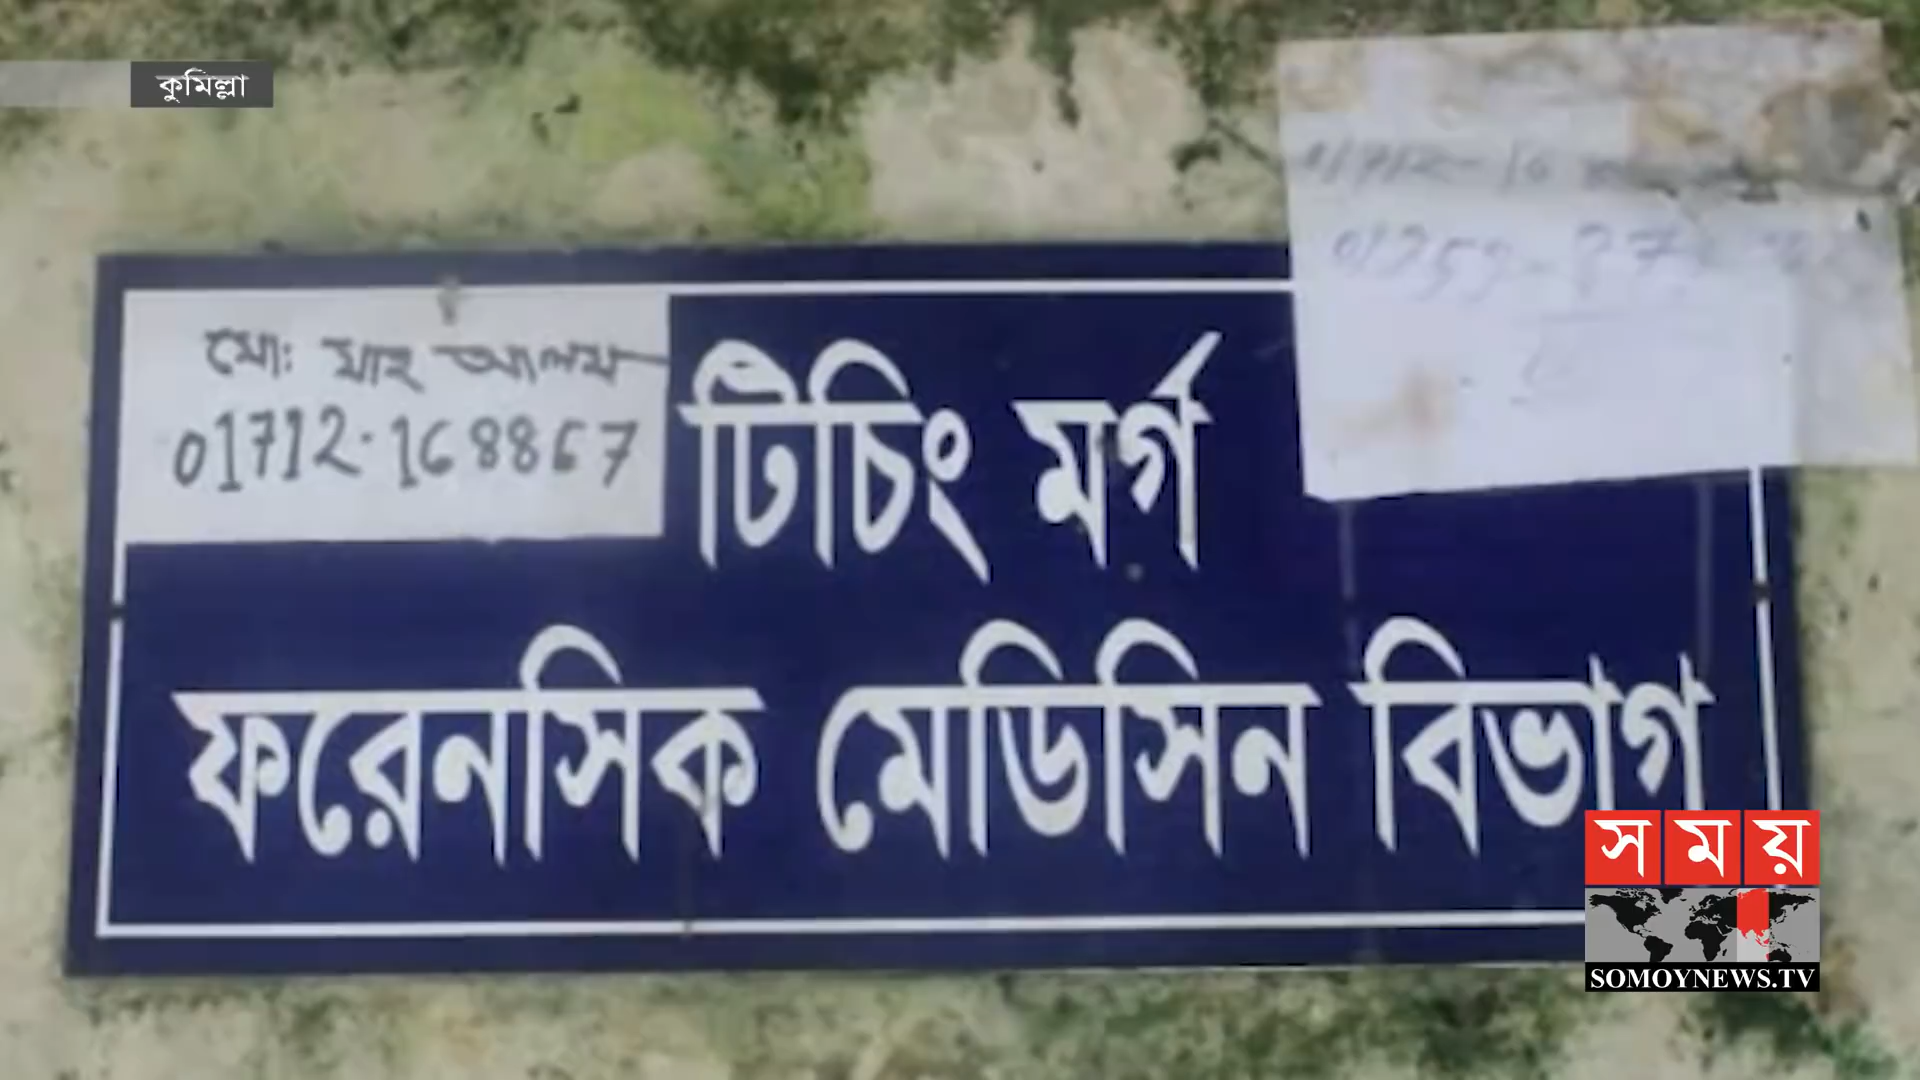 কুমিল্লা
মো: মাহ আলম
01712-168867
টিচিং মর্গ
ফরেনসিক মেডিসিন বিভাগ
সময়
SOMOYNEWS.TV